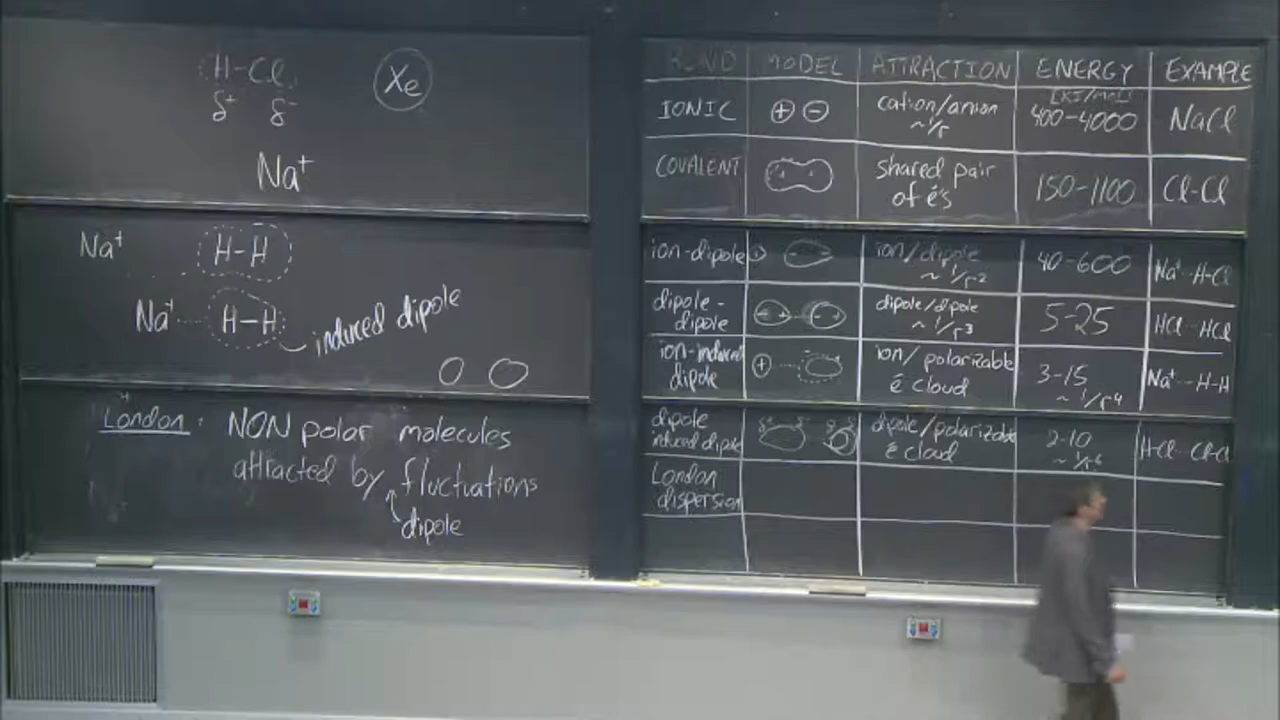 H-Cl
δ⁺ δ⁻
Xe
Na⁺
Na⁺ H-H
Na⁺ ···· H-H
induced dipole
London: NON polar molecules
attracted by fluctuations
dipole
BOND MODEL ATTRACTION ENERGY EXAMPLE
[KJ/mol]
IONIC ⊕ ⊖ cation/anion 400-4000 NaCl
~1/r
COVALENT shared pair 150-1100 Cl-Cl
of é's
ion-dipole ion/dipole 40-600 Na⁺··H-Cl
~1/r²
dipole- dipole/dipole 5-25 HCl··HCl
dipole ~1/r³
ion-induced ⊕ ion/polarizable 3-15 Na⁺··H-H
dipole é cloud ~1/r⁴
dipole δ⁺ δ⁻ dipole/polarizable 2-10 H-Cl··Cl-Cl
induced dipole é cloud ~1/r⁶
London
dispersion